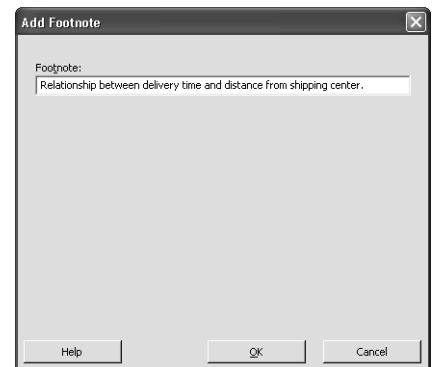 Add Footnote
Footnote:
Relationship between delivery time and distance from shipping center.
Help
OK
Cancel